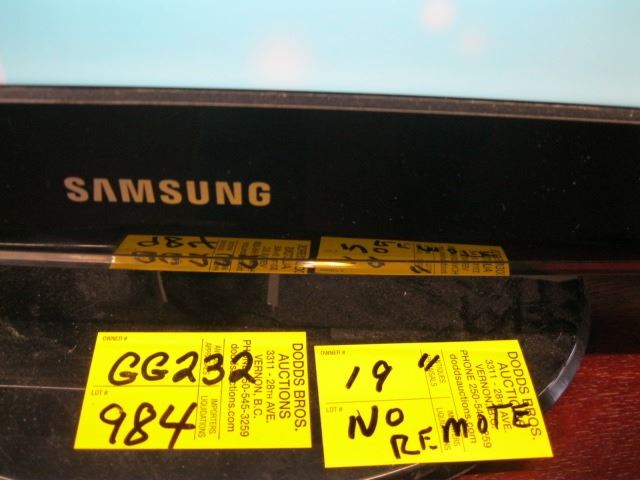 SAMSUNG
OWNER #
GG232
LOT #
984
DODDS BROS.
AUCTIONS
3311 - 28TH AVE.
VERNON, B.C.
PHONE 250-545-3259
doddsauctions.com
IMPORTERS
LIQUIDATIONS
OWNER #
19"
LOT #
NO
REMOTE
DODDS BROS.
AUCTIONS
3311 - 28TH AVE.
VERNON, B.C.
PHONE 250-545-3259
doddsauctions.com
IMPORTERS
LIQUIDATIONS